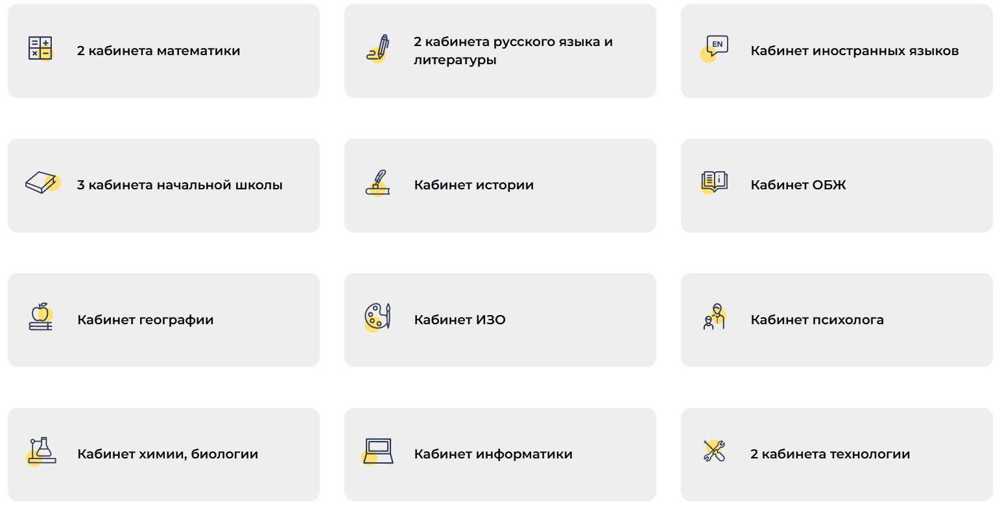 2 кабинета математики
2 кабинета русского языка и
литературы
EN
Кабинет иностранных языков
3 кабинета начальной школы
Кабинет истории
i
Кабинет ОБЖ
Кабинет географии
Кабинет ИЗО
Кабинет психолога
Кабинет химии, биологии
Кабинет информатики
2 кабинета технологии